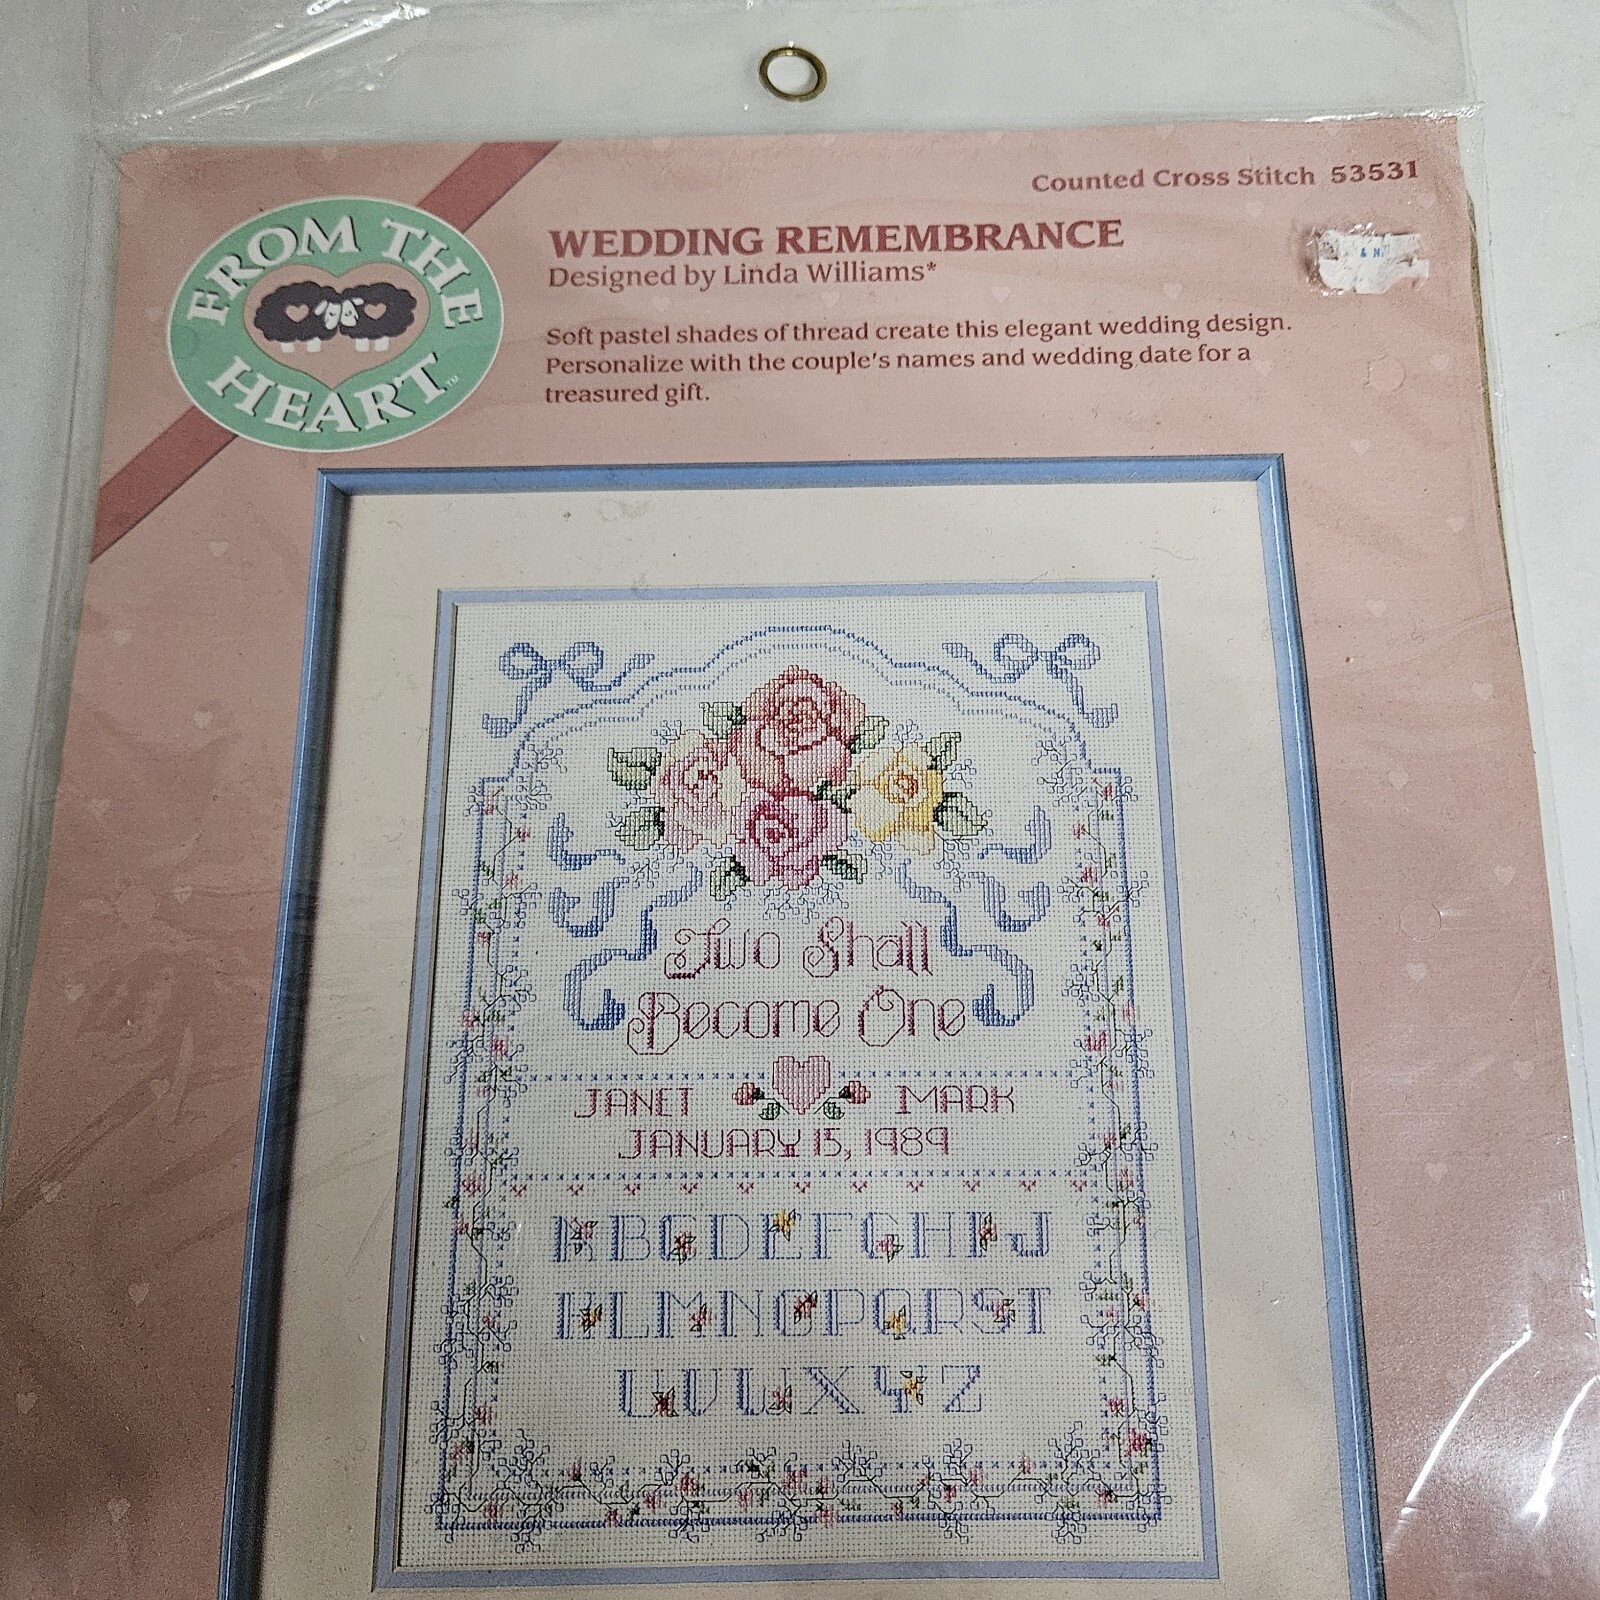 Counted Cross Stitch 53531
FROM THE
HEART™
WEDDING REMEMBRANCE
Designed by Linda Williams*
Soft pastel shades of thread create this elegant wedding design.
Personalize with the couple's names and wedding date for a
treasured gift.
Two Shall
Become One
JANET MARK
JANUARY 15, 1989
ABCDEFGHIJ
KLMNOPQRST
UVWXYZ